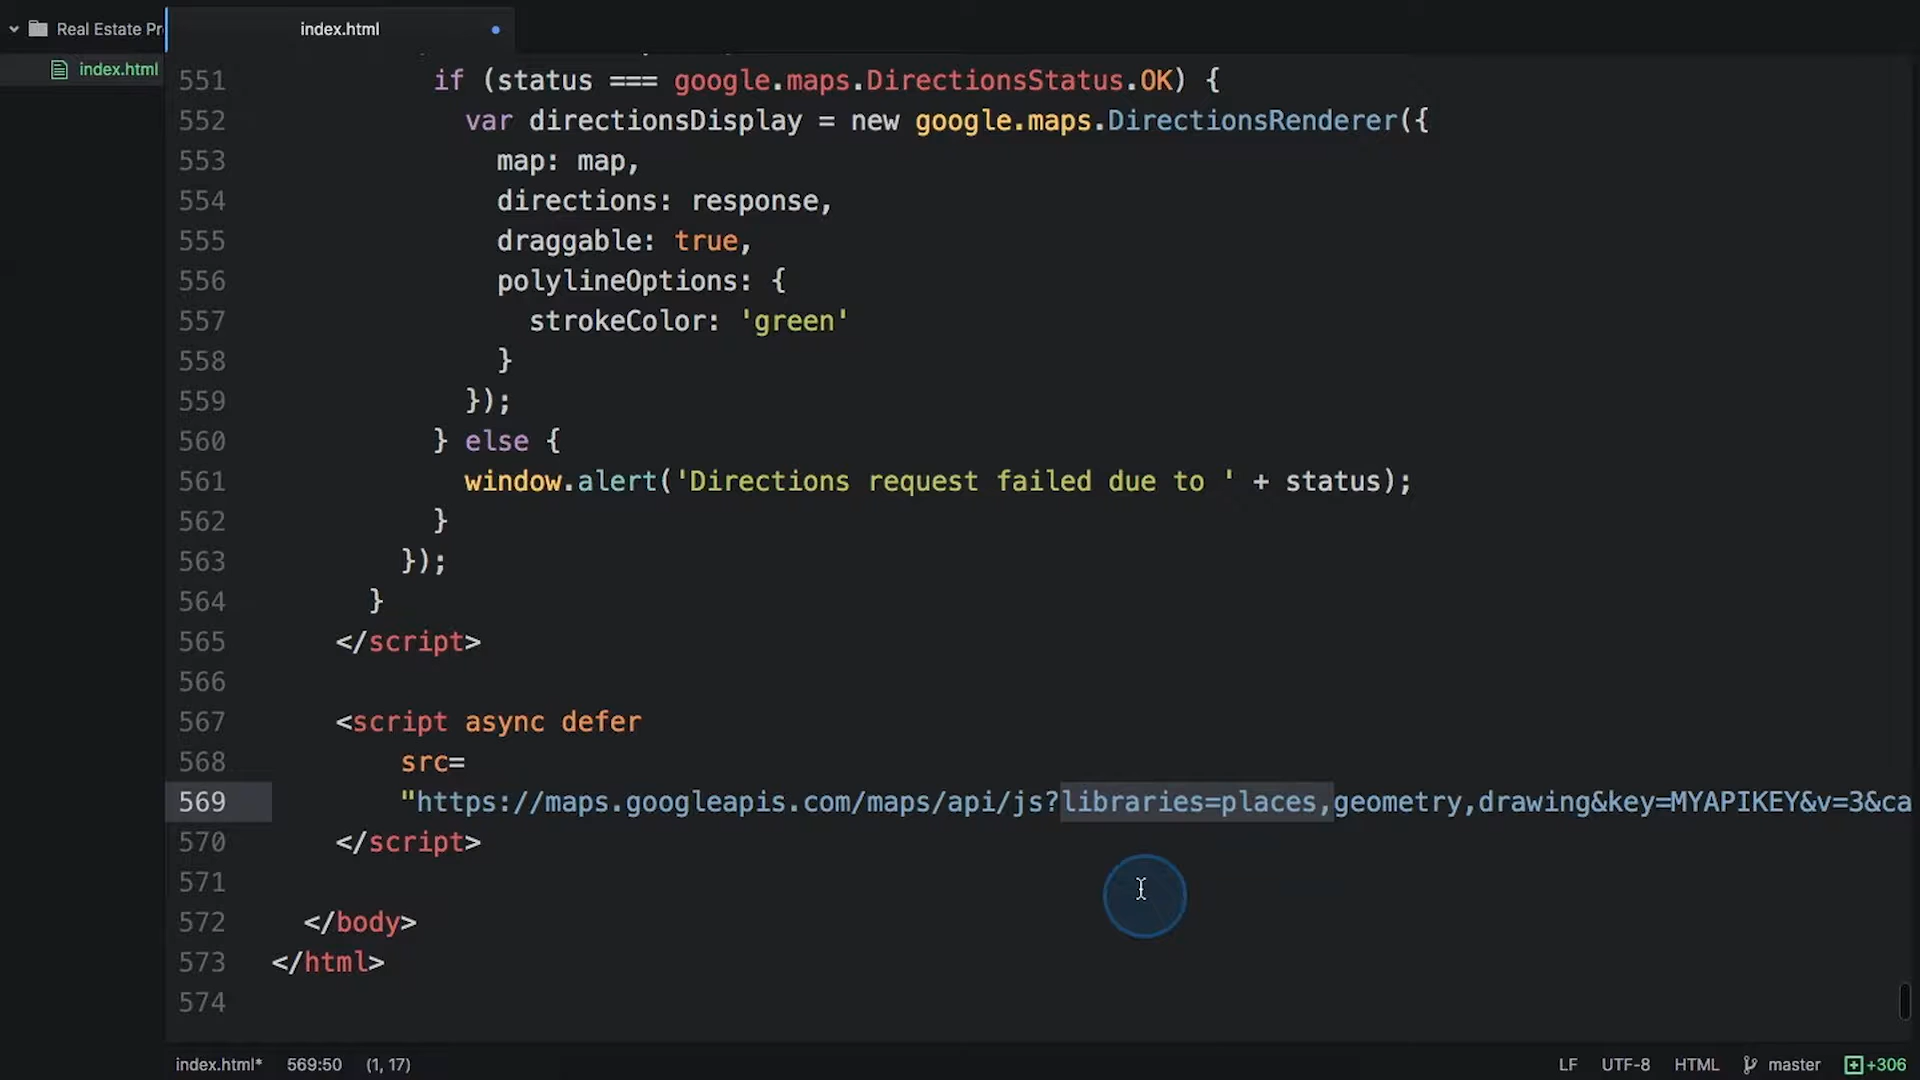 Real Estate Pr
index.html
index.html
551 if (status === google.maps.DirectionsStatus.OK) {
552 var directionsDisplay = new google.maps.DirectionsRenderer({
553 map: map,
554 directions: response,
555 draggable: true,
556 polylineOptions: {
557 strokeColor: 'green'
558 }
559 });
560 } else {
561 window.alert('Directions request failed due to ' + status);
562 }
563 });
564 }
565 </script>
566
567 <script async defer
568 src=
569 "https://maps.googleapis.com/maps/api/js?libraries=places,geometry,drawing&key=MYAPIKEY&v=3&ca
570 </script>
571
572 </body>
573 </html>
574
index.html* 569:50 (1, 17) LF UTF-8 HTML master +306